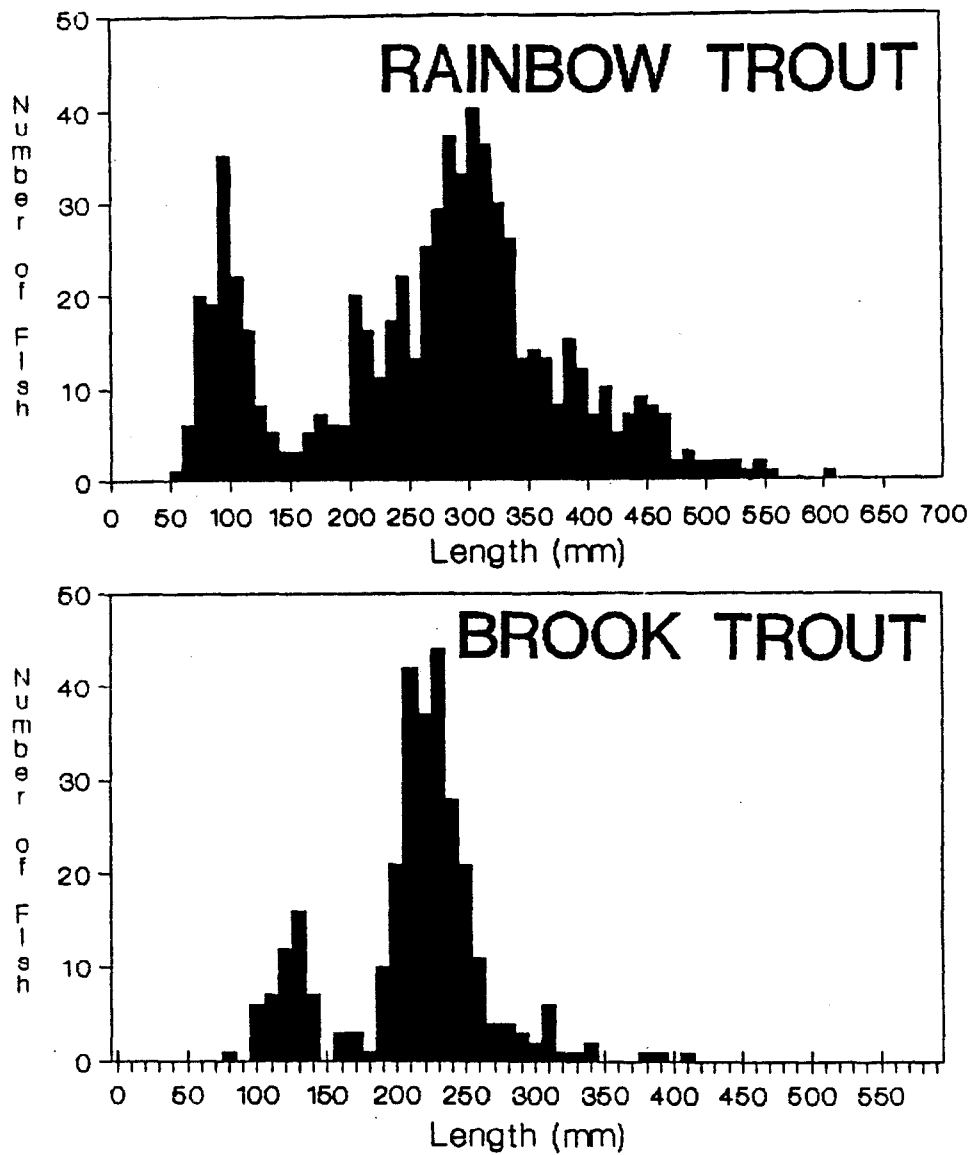 RAINBOW TROUT
Number of Fish
50
40
30
20
10
0
0 50 100 150 200 250 300 350 400 450 500 550 600 650 700
Length (mm)
BROOK TROUT
Number of Fish
50
40
30
20
10
0
0 50 100 150 200 250 300 350 400 450 500 550
Length (mm)